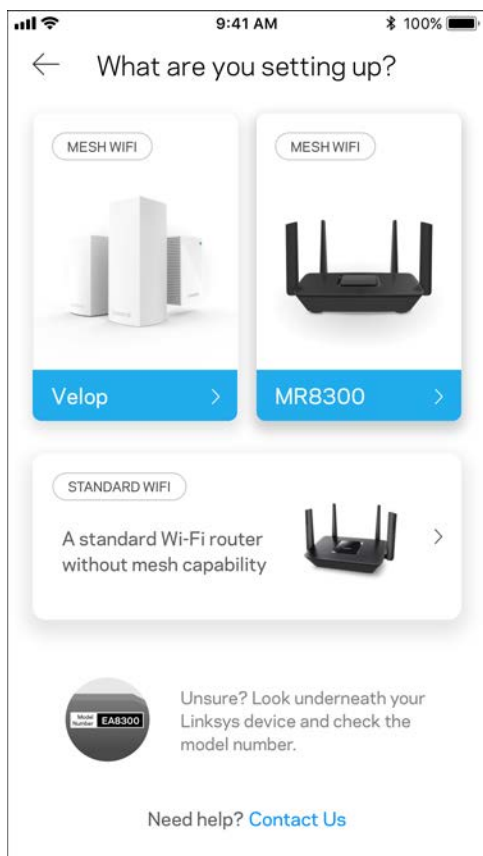 9:41 AM
100%
What are you setting up?
MESH WIFI
MESH WIFI
Velop
MR8300
STANDARD WIFI
A standard Wi-Fi router
without mesh capability
Model
Number
EA8300
Unsure? Look underneath your
Linksys device and check the
model number.
Need help? Contact Us